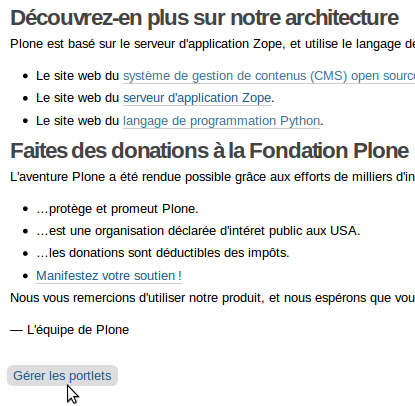 Découvrez-en plus sur notre architecture
Plone est basé sur le serveur d'application Zope, et utilise le langage
Le site web du système de gestion de contenus (CMS) open source
Le site web du serveur d'application Zope.
Le site web du langage de programmation Python.
Faites des donations à la Fondation Plone
L'aventure Plone a été rendue possible grâce aux efforts de milliers
…protège et promeut Plone.
…est une organisation déclarée d'intéret public aux USA.
…les donations sont déductibles des impôts.
Manifestez votre soutien !
Nous vous remercions d'utiliser notre produit, et nous espérons que
— L'équipe de Plone
Gérer les portlets